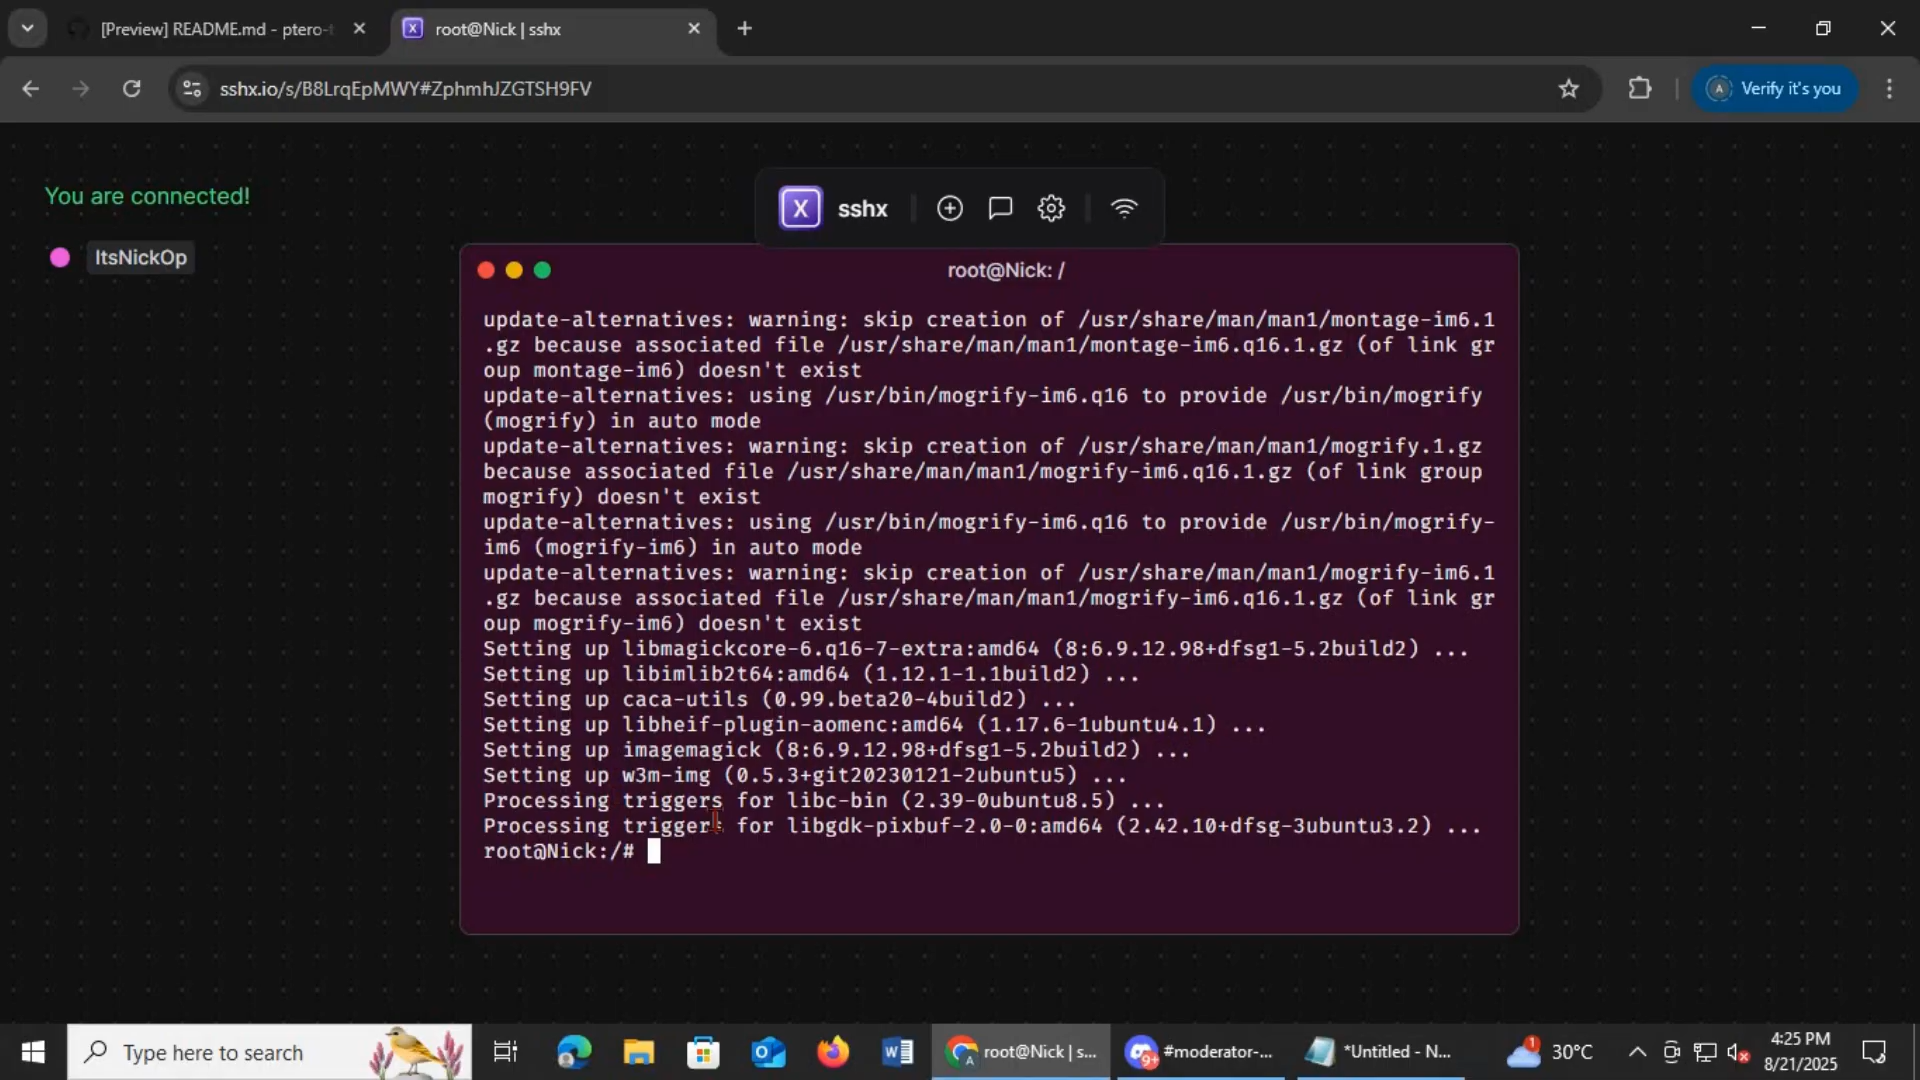 [Preview] README.md - ptero-
root@Nick | sshx
sshx.io/s/B8LrqEpMWY#ZphmhJZGTSH9FV
A
Verify it's you
You are connected!
X
sshx
ItsNickOp
root@Nick: /
update-alternatives: warning: skip creation of /usr/share/man/man1/montage-im6.1
.gz because associated file /usr/share/man/man1/montage-im6.q16.1.gz (of link gr
oup montage-im6) doesn't exist
update-alternatives: using /usr/bin/mogrify-im6.q16 to provide /usr/bin/mogrify
(mogrify) in auto mode
update-alternatives: warning: skip creation of /usr/share/man/man1/mogrify.1.gz
because associated file /usr/share/man/man1/mogrify-im6.q16.1.gz (of link group
mogrify) doesn't exist
update-alternatives: using /usr/bin/mogrify-im6.q16 to provide /usr/bin/mogrify-
im6 (mogrify-im6) in auto mode
update-alternatives: warning: skip creation of /usr/share/man/man1/mogrify-im6.1
.gz because associated file /usr/share/man/man1/mogrify-im6.q16.1.gz (of link gr
oup mogrify-im6) doesn't exist
Setting up libmagickcore-6.q16-7-extra:amd64 (8:6.9.12.98+dfsg1-5.2build2) ...
Setting up libimlib2t64:amd64 (1.12.1-1.1build2) ...
Setting up caca-utils (0.99.beta20-4build2) ...
Setting up libheif-plugin-aomenc:amd64 (1.17.6-1ubuntu4.1) ...
Setting up imagemagick (8:6.9.12.98+dfsg1-5.2build2) ...
Setting up w3m-img (0.5.3+git20230121-2ubuntu5) ...
Processing triggers for libc-bin (2.39-0ubuntu8.5) ...
Processing triggers for libgdk-pixbuf-2.0-0:amd64 (2.42.10+dfsg-3ubuntu3.2) ...
root@Nick:/#
Type here to search
root@Nick | s...
9+
#moderator-...
*Untitled - N...
1
30°C
4:25 PM
8/21/2025